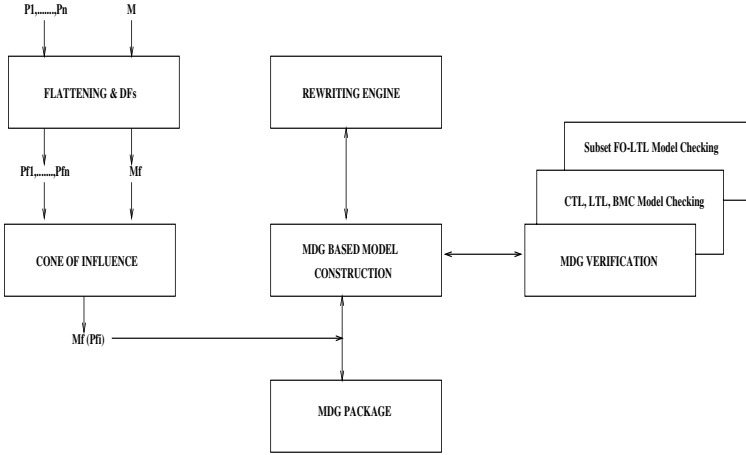 P1,........,Pn
M
FLATTENING & DFs
REWRITING ENGINE
Subset FO-LTL Model Checking
Pf1,.......,Pfn
Mf
CTL, LTL, BMC Model Checking
CONE OF INFLUENCE
MDG BASED MODEL
CONSTRUCTION
MDG VERIFICATION
Mf (Pfi)
MDG PACKAGE